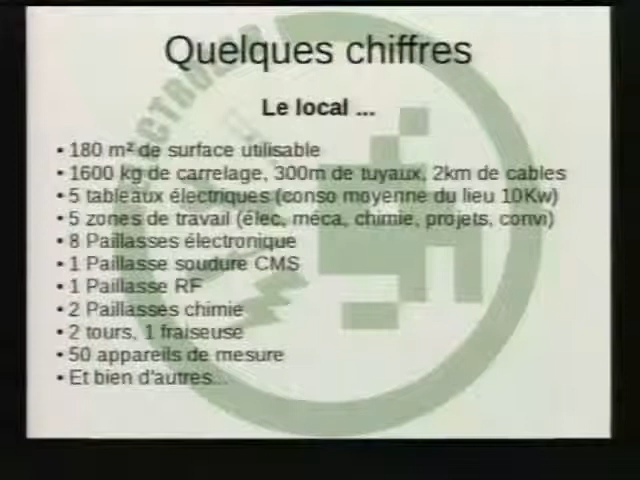 Quelques chiffres
Le local ...
• 180 m² de surface utilisable
• 1600 kg de carrelage, 300m de tuyaux, 2km de cables
• 5 tableaux électriques (conso moyenne du lieu 10Kw)
• 5 zones de travail (élec, méca, chimie, projets, convi)
• 8 Paillasses électronique
• 1 Paillasse soudure CMS
• 1 Paillasse RF
• 2 Paillasses chimie
• 2 tours, 1 fraiseuse
• 50 appareils de mesure
• Et bien d'autres...